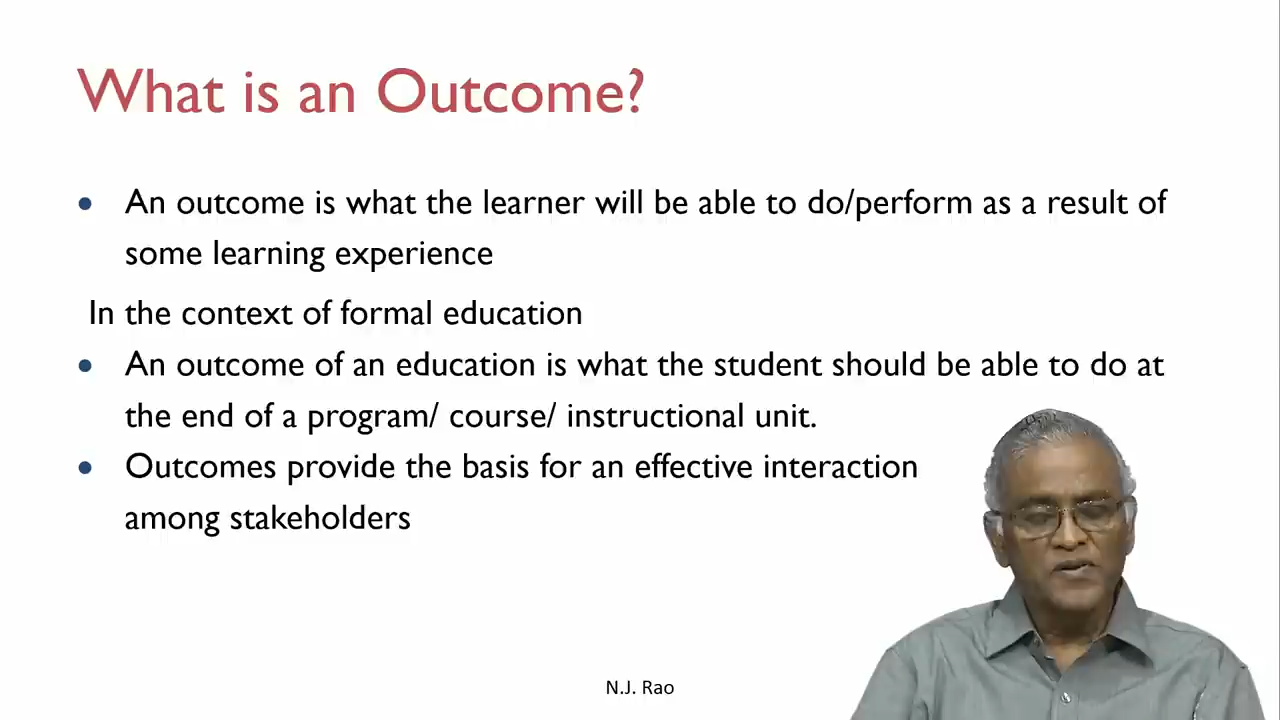 What is an Outcome?
• An outcome is what the learner will be able to do/perform as a result of
some learning experience
In the context of formal education
• An outcome of an education is what the student should be able to do at
the end of a program/ course/ instructional unit.
• Outcomes provide the basis for an effective interaction
among stakeholders
N.J. Rao